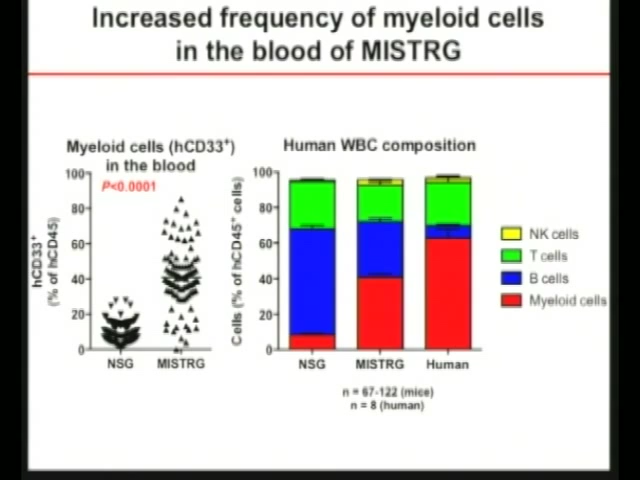 Increased frequency of myeloid cells
in the blood of MISTRG
Myeloid cells (hCD33⁺)
in the blood
P<0.0001
hCD33⁺
(% of hCD45)
100
80
60
40
20
0
NSG
MISTRG
Human WBC composition
Cells (% of hCD45⁺ cells)
100
80
60
40
20
0
NSG
MISTRG
Human
NK cells
T cells
B cells
Myeloid cells
n = 67-122 (mice)
n = 8 (human)